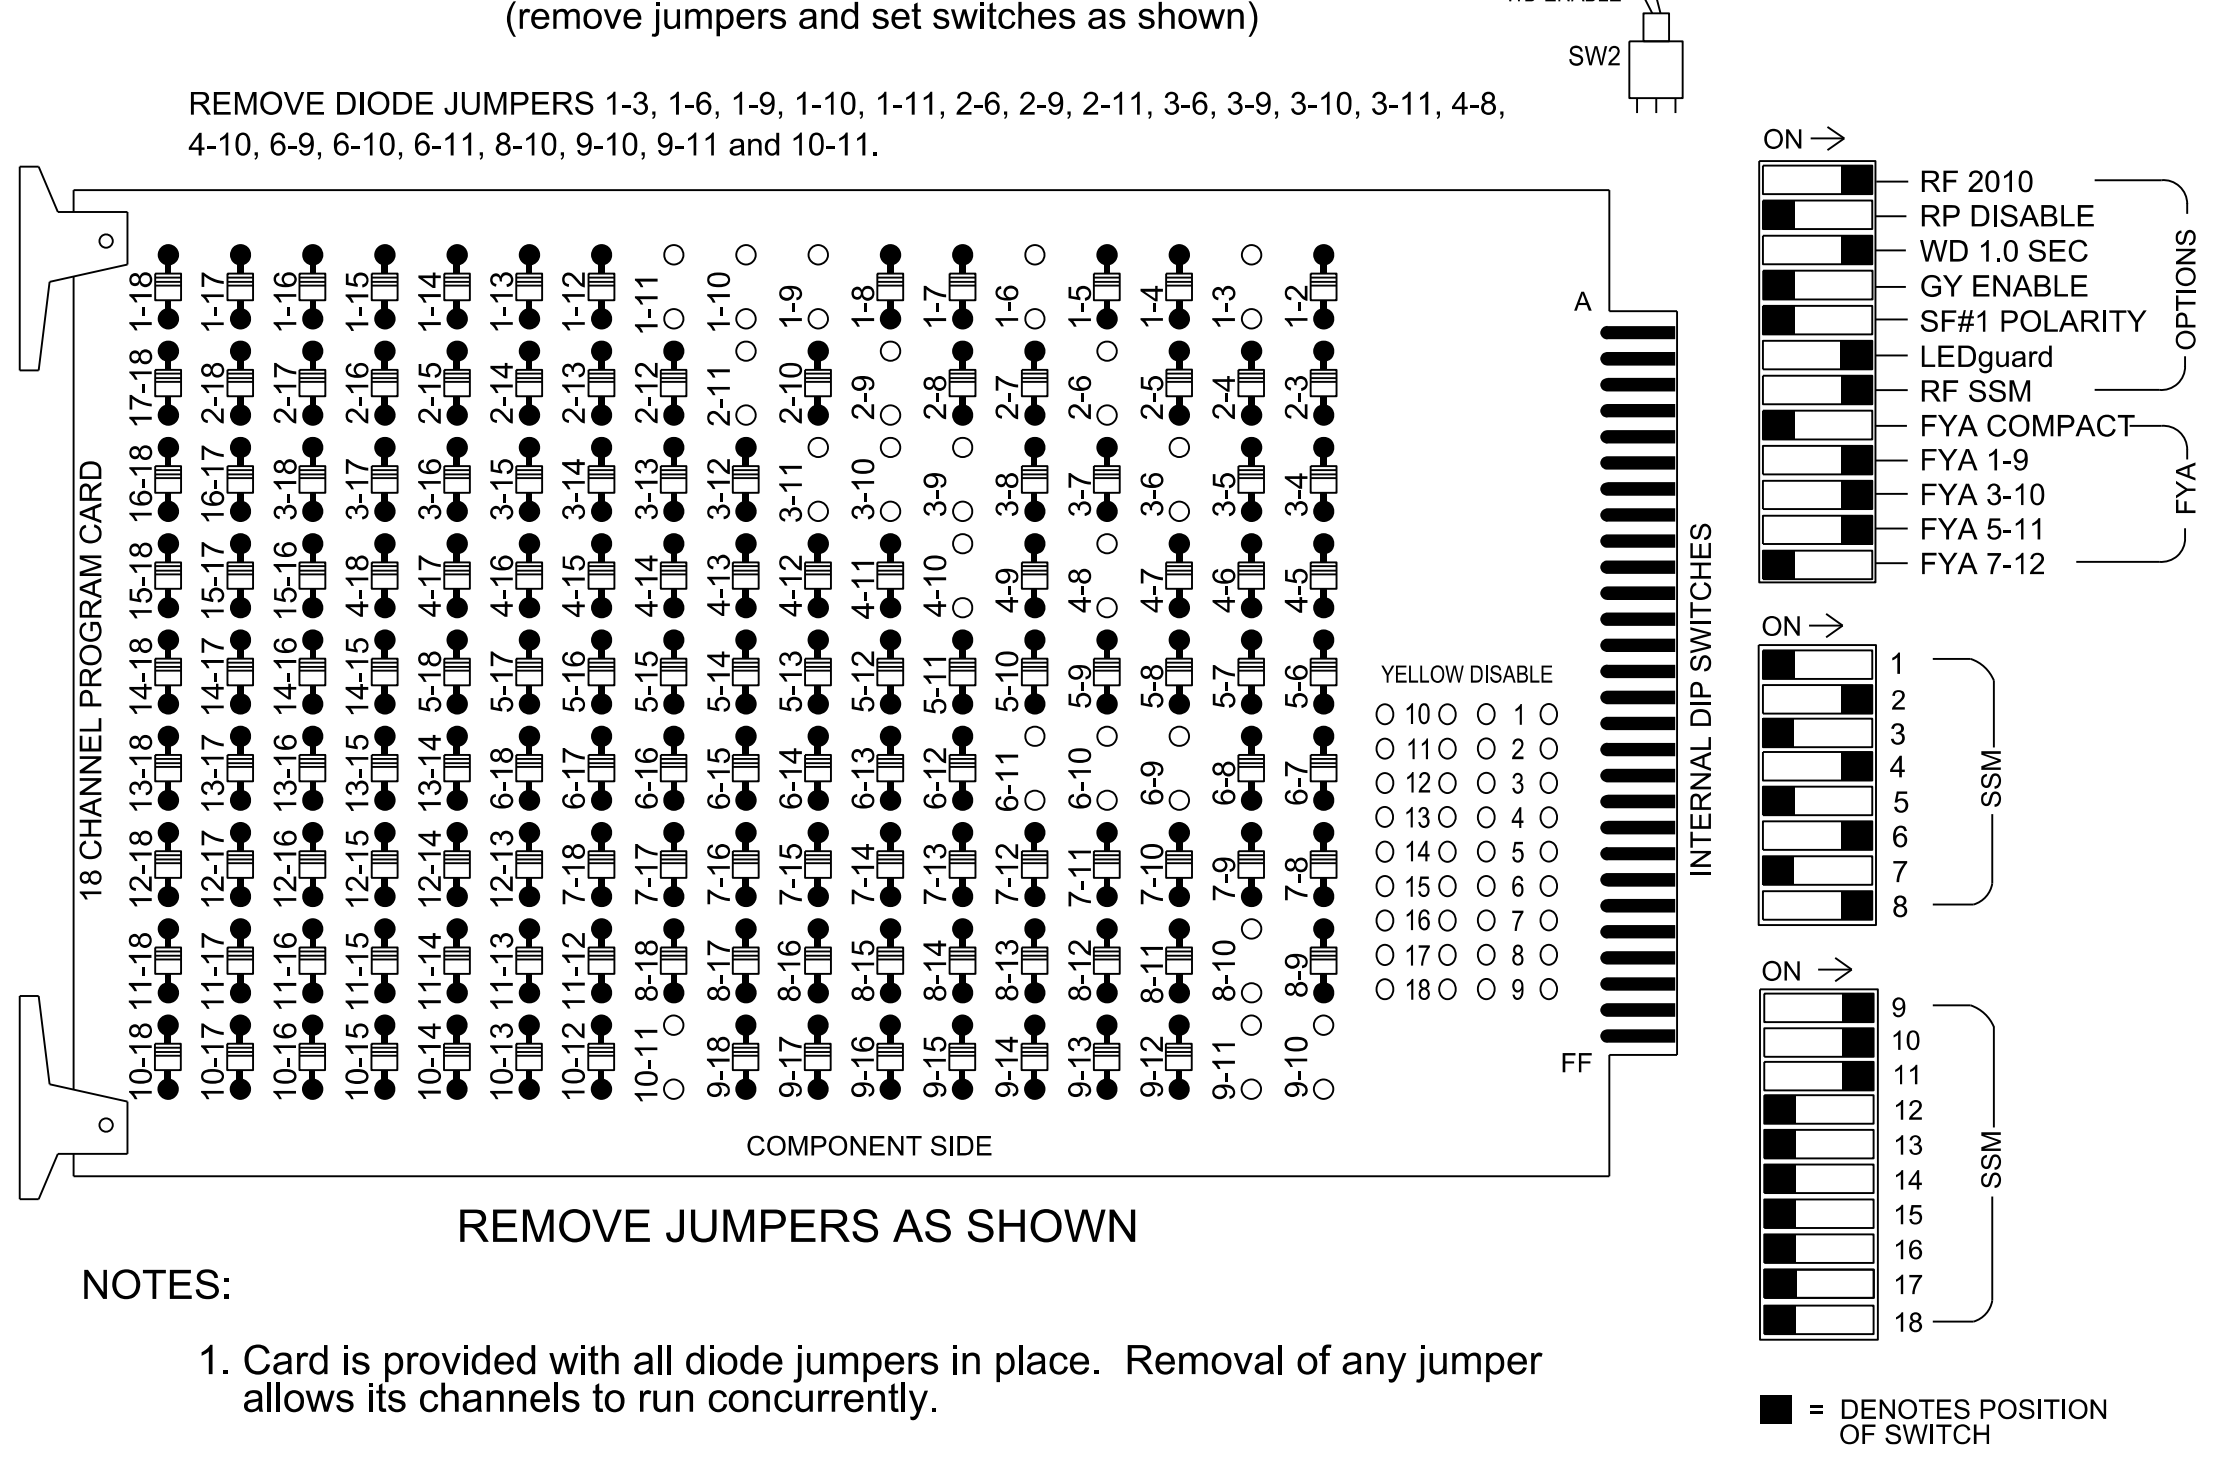 (remove jumpers and set switches as shown)
SW2
REMOVE DIODE JUMPERS 1-3, 1-6, 1-9, 1-10, 1-11, 2-6, 2-9, 2-11, 3-6, 3-9, 3-10, 3-11, 4-8,
4-10, 6-9, 6-10, 6-11, 8-10, 9-10, 9-11 and 10-11.
18 CHANNEL PROGRAM CARD
1-18 1-17 1-16 1-15 1-14 1-13 1-12 1-11 1-10 1-9 1-8 1-7 1-6 1-5 1-4 1-3 1-2
17-18 2-18 2-17 2-16 2-15 2-14 2-13 2-12 2-11 2-10 2-9 2-8 2-7 2-6 2-5 2-4 2-3
16-18 16-17 3-18 3-17 3-16 3-15 3-14 3-13 3-12 3-11 3-10 3-9 3-8 3-7 3-6 3-5 3-4
15-18 15-17 15-16 4-18 4-17 4-16 4-15 4-14 4-13 4-12 4-11 4-10 4-9 4-8 4-7 4-6 4-5
14-18 14-17 14-16 14-15 5-18 5-17 5-16 5-15 5-14 5-13 5-12 5-11 5-10 5-9 5-8 5-7 5-6
13-18 13-17 13-16 13-15 13-14 6-18 6-17 6-16 6-15 6-14 6-13 6-12 6-11 6-10 6-9 6-8 6-7
12-18 12-17 12-16 12-15 12-14 12-13 7-18 7-17 7-16 7-15 7-14 7-13 7-12 7-11 7-10 7-9 7-8
11-18 11-17 11-16 11-15 11-14 11-13 11-12 8-18 8-17 8-16 8-15 8-14 8-13 8-12 8-11 8-10 8-9
10-18 10-17 10-16 10-15 10-14 10-13 10-12 10-11 9-18 9-17 9-16 9-15 9-14 9-13 9-12 9-11 9-10
A
YELLOW DISABLE
10 1
11 2
12 3
13 4
14 5
15 6
16 7
17 8
18 9
FF
COMPONENT SIDE
INTERNAL DIP SWITCHES
ON
RF 2010
RP DISABLE
WD 1.0 SEC
GY ENABLE
SF#1 POLARITY
LEDguard
RF SSM
OPTIONS
FYA COMPACT
FYA 1-9
FYA 3-10
FYA 5-11
FYA 7-12
FYA
ON
1
2
3
4
5
6
7
8
SSM
ON
9
10
11
12
13
14
15
16
17
18
SSM
REMOVE JUMPERS AS SHOWN
NOTES:
1. Card is provided with all diode jumpers in place. Removal of any jumper
allows its channels to run concurrently.
= DENOTES POSITION
OF SWITCH